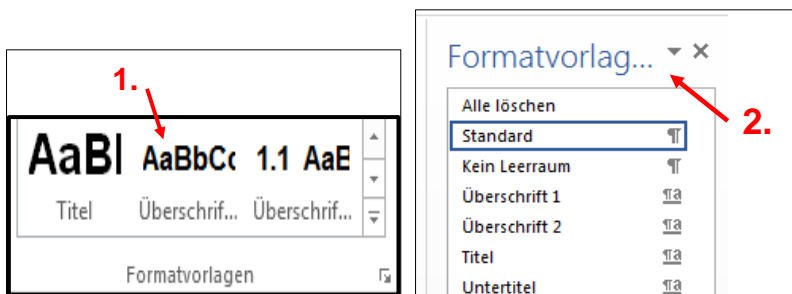 1.
AaBl AaBbCc 1.1 AaE
Titel Überschrif... Überschrif...
Formatvorlagen
Formatvorlag...
2.
Alle löschen
Standard
Kein Leerraum
Überschrift 1
Überschrift 2
Titel
Untertitel